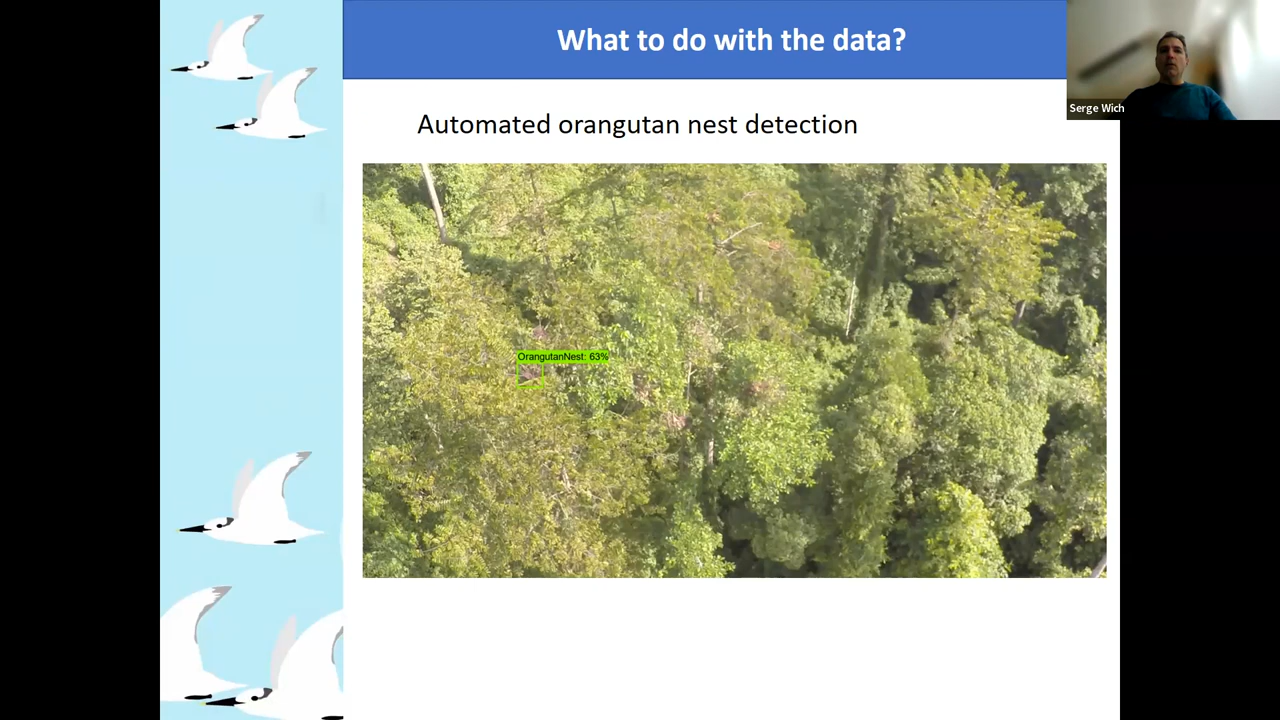 What to do with the data?
Serge Wich
Automated orangutan nest detection
OrangutanNest: 63%